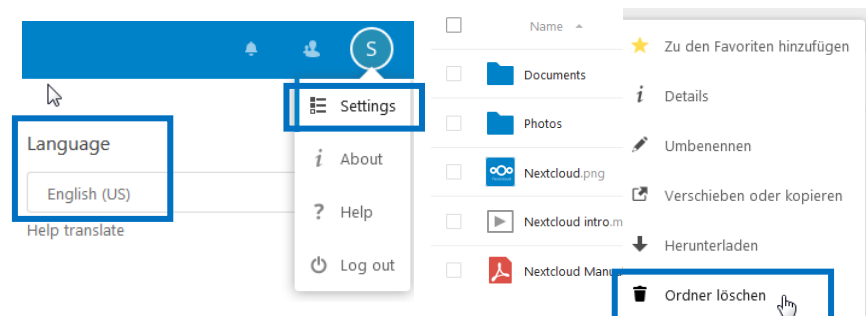 S
Settings
Language
English (US)
Help translate
i About
? Help
Log out
Name
Documents
Photos
Nextcloud.png
Nextcloud intro.m
Nextcloud Manu
Zu den Favoriten hinzufügen
i Details
Umbenennen
Verschieben oder kopieren
Herunterladen
Ordner löschen